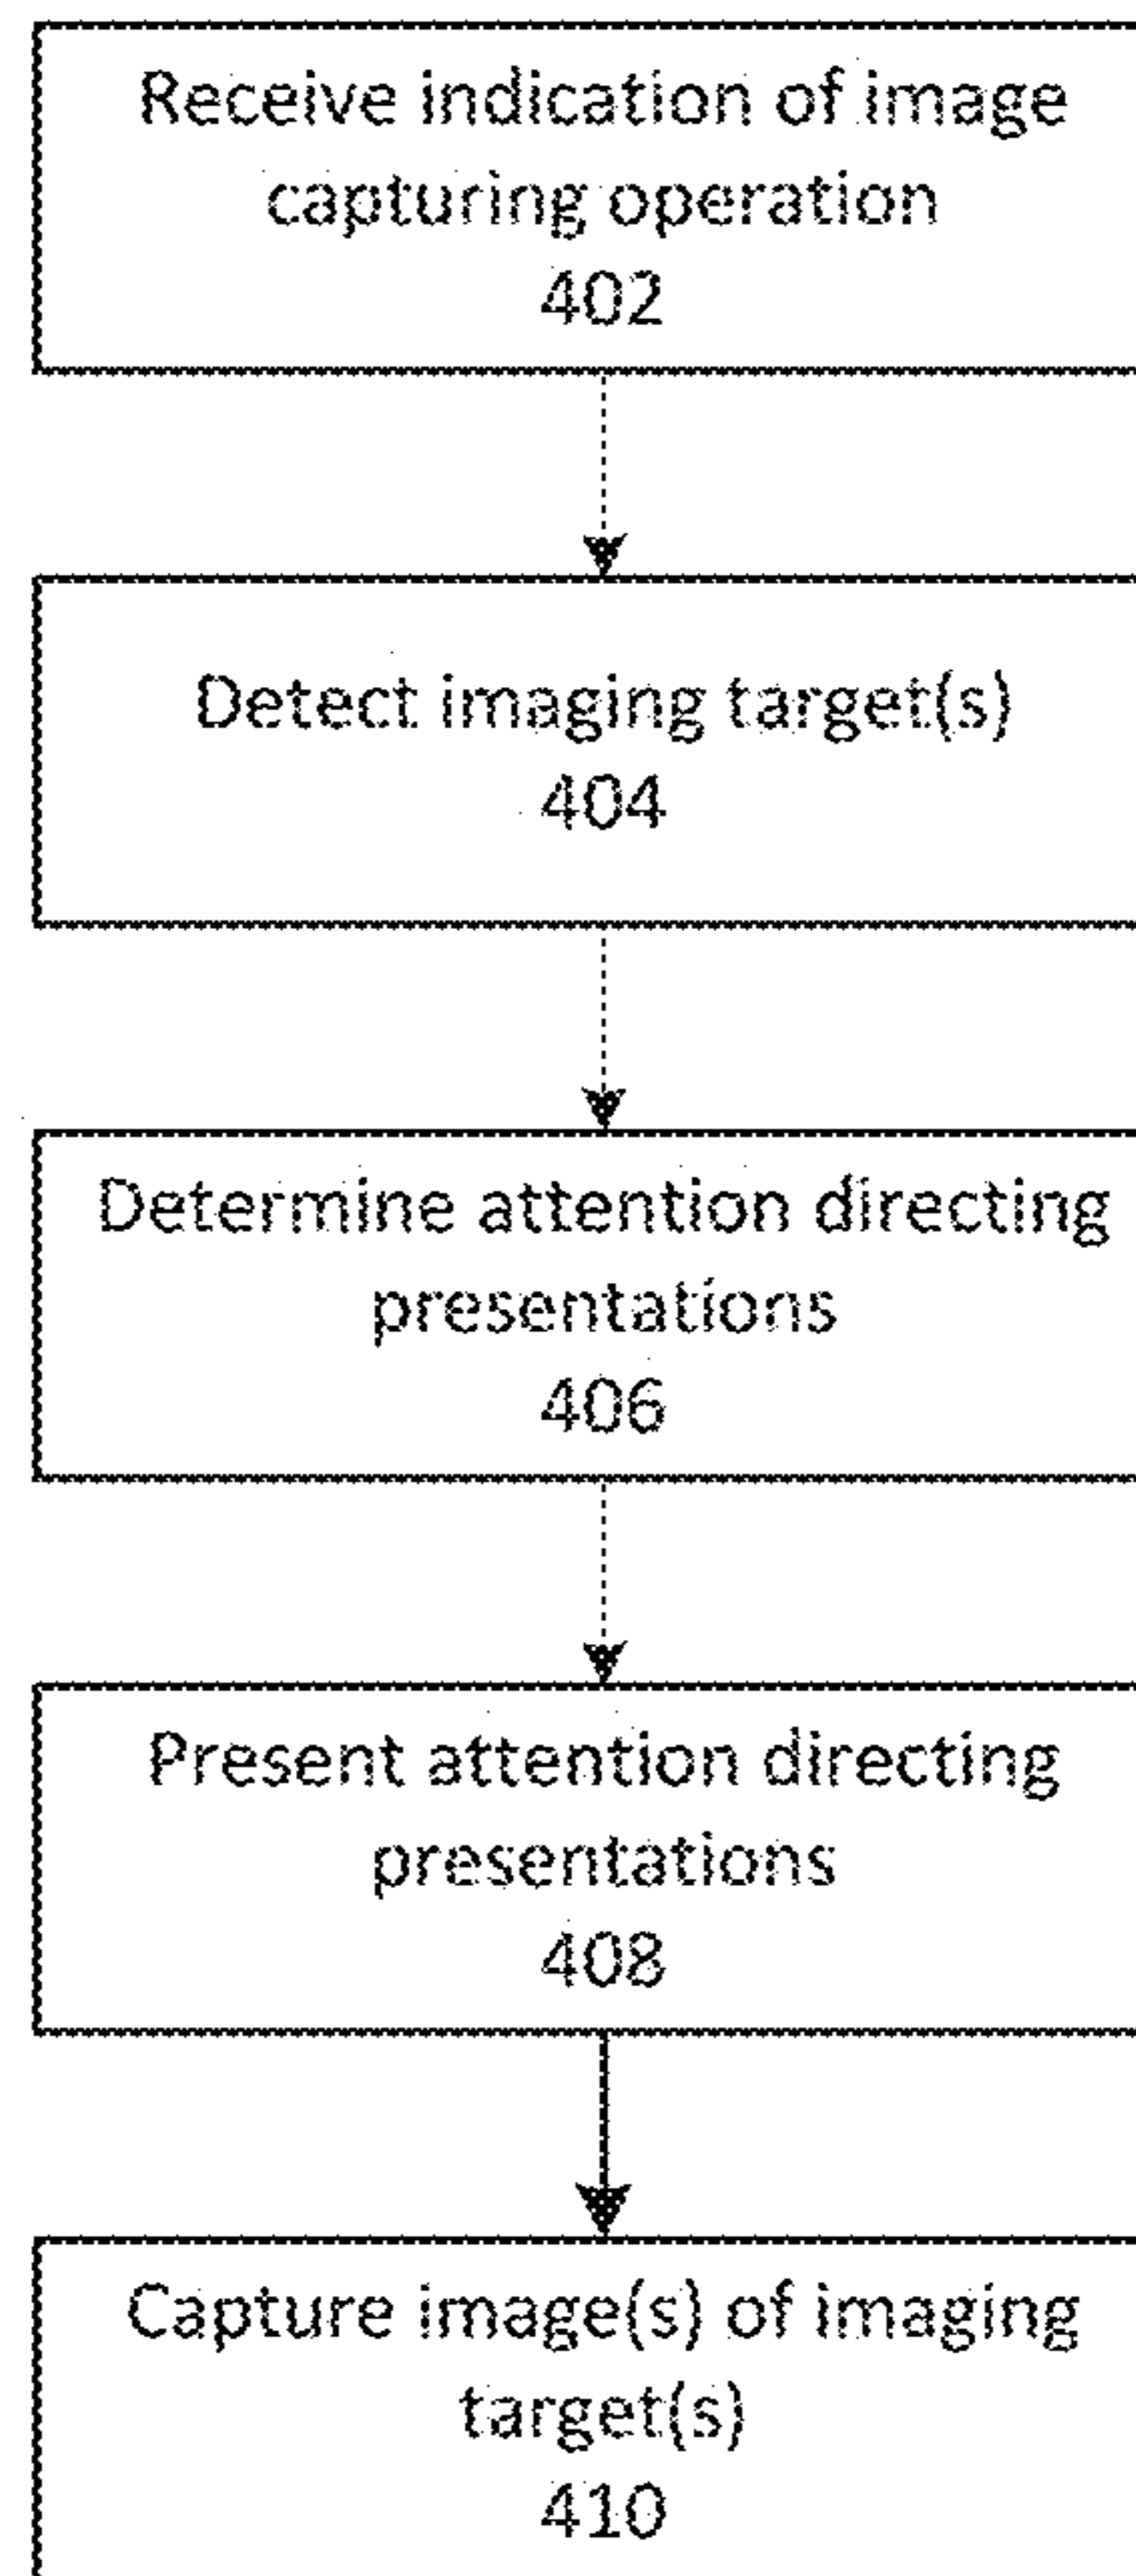 Receive indication of image
capturing operation
402
Detect imaging target(s)
404
Determine attention directing
presentations
406
Present attention directing
presentations
408
Capture image(s) of imaging
target(s)
410